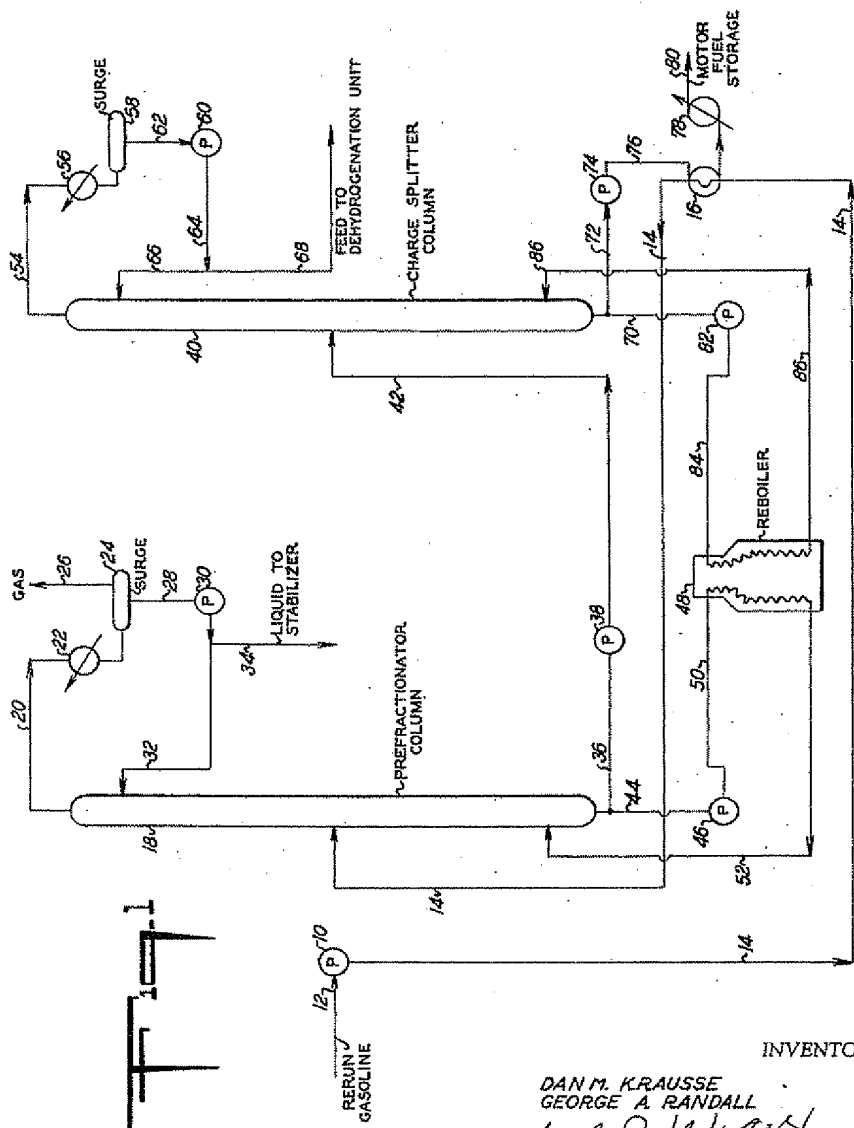 Fig. 1
GAS
20
54
22
26
24
SURGE
28
30
32
34
LIQUID TO
STABILIZER
56
SURGE
58
62
60
64
66
68
FEED TO
DEHYDROGENATION UNIT
18
PREFRACTIONATOR
COLUMN
40
CHARGE SPLITTER
COLUMN
RERUN
GASOLINE
12
10
P
14
42
36
38
P
44
46
P
50
52
48
REBOILER
84
82
P
70
72
86
86
74
P
76
16
78
80
MOTOR
FUEL
STORAGE
14
14
14
P
P
INVENTO
DAN M. KRAUSSE
GEORGE A. RANDALL